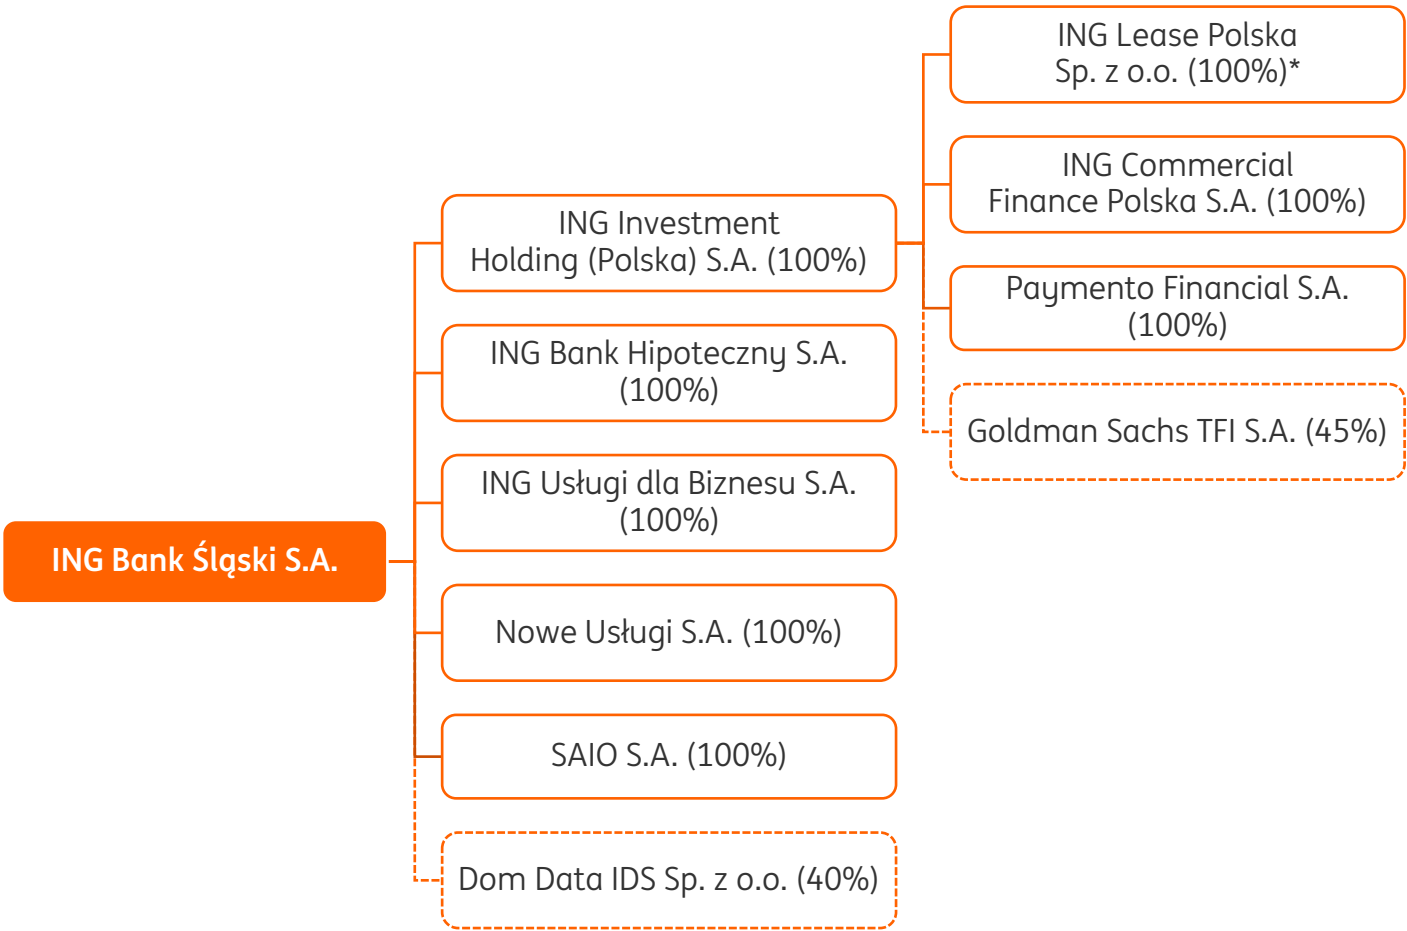 ING Bank Śląski S.A.
ING Investment
Holding (Polska) S.A. (100%)
ING Bank Hipoteczny S.A.
(100%)
ING Usługi dla Biznesu S.A.
(100%)
Nowe Usługi S.A. (100%)
SAIO S.A. (100%)
Dom Data IDS Sp. z o.o. (40%)
ING Lease Polska
Sp. z o.o. (100%)*
ING Commercial
Finance Polska S.A. (100%)
Paymento Financial S.A.
(100%)
Goldman Sachs TFI S.A. (45%)